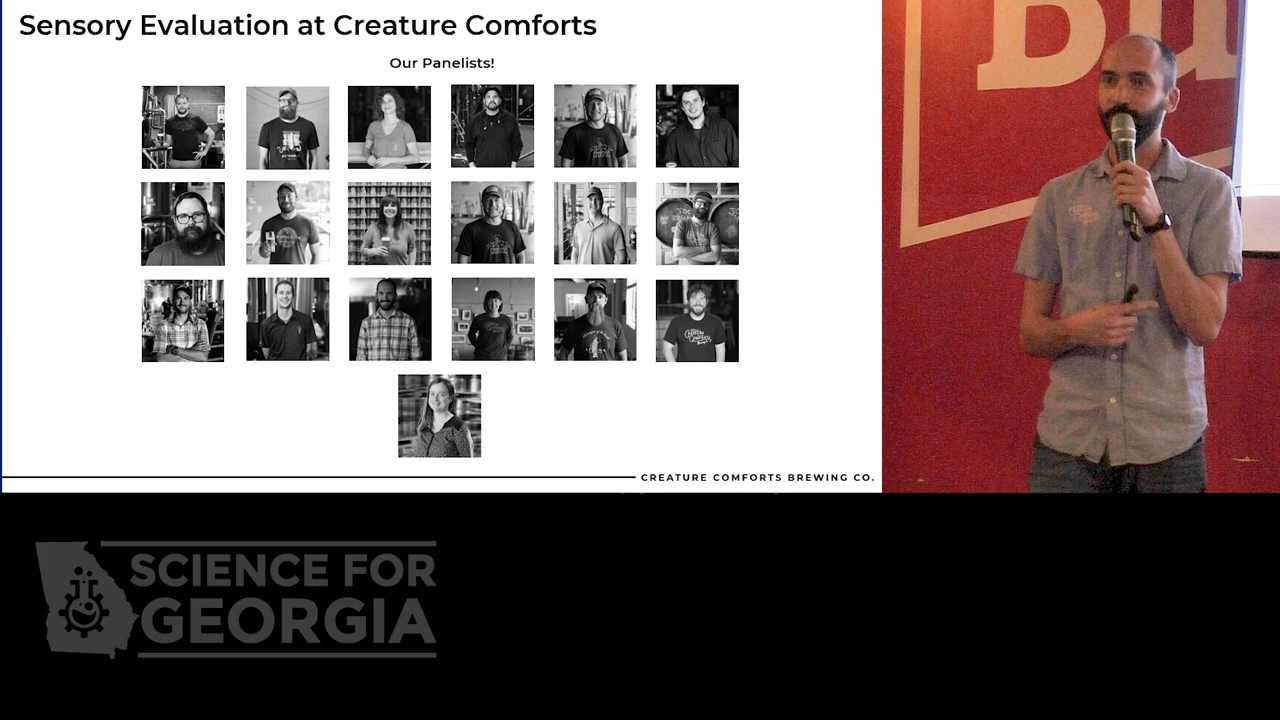 Sensory Evaluation at Creature Comforts
Our Panelists!
CREATURE COMFORTS BREWING CO.
SCIENCE FOR
GEORGIA